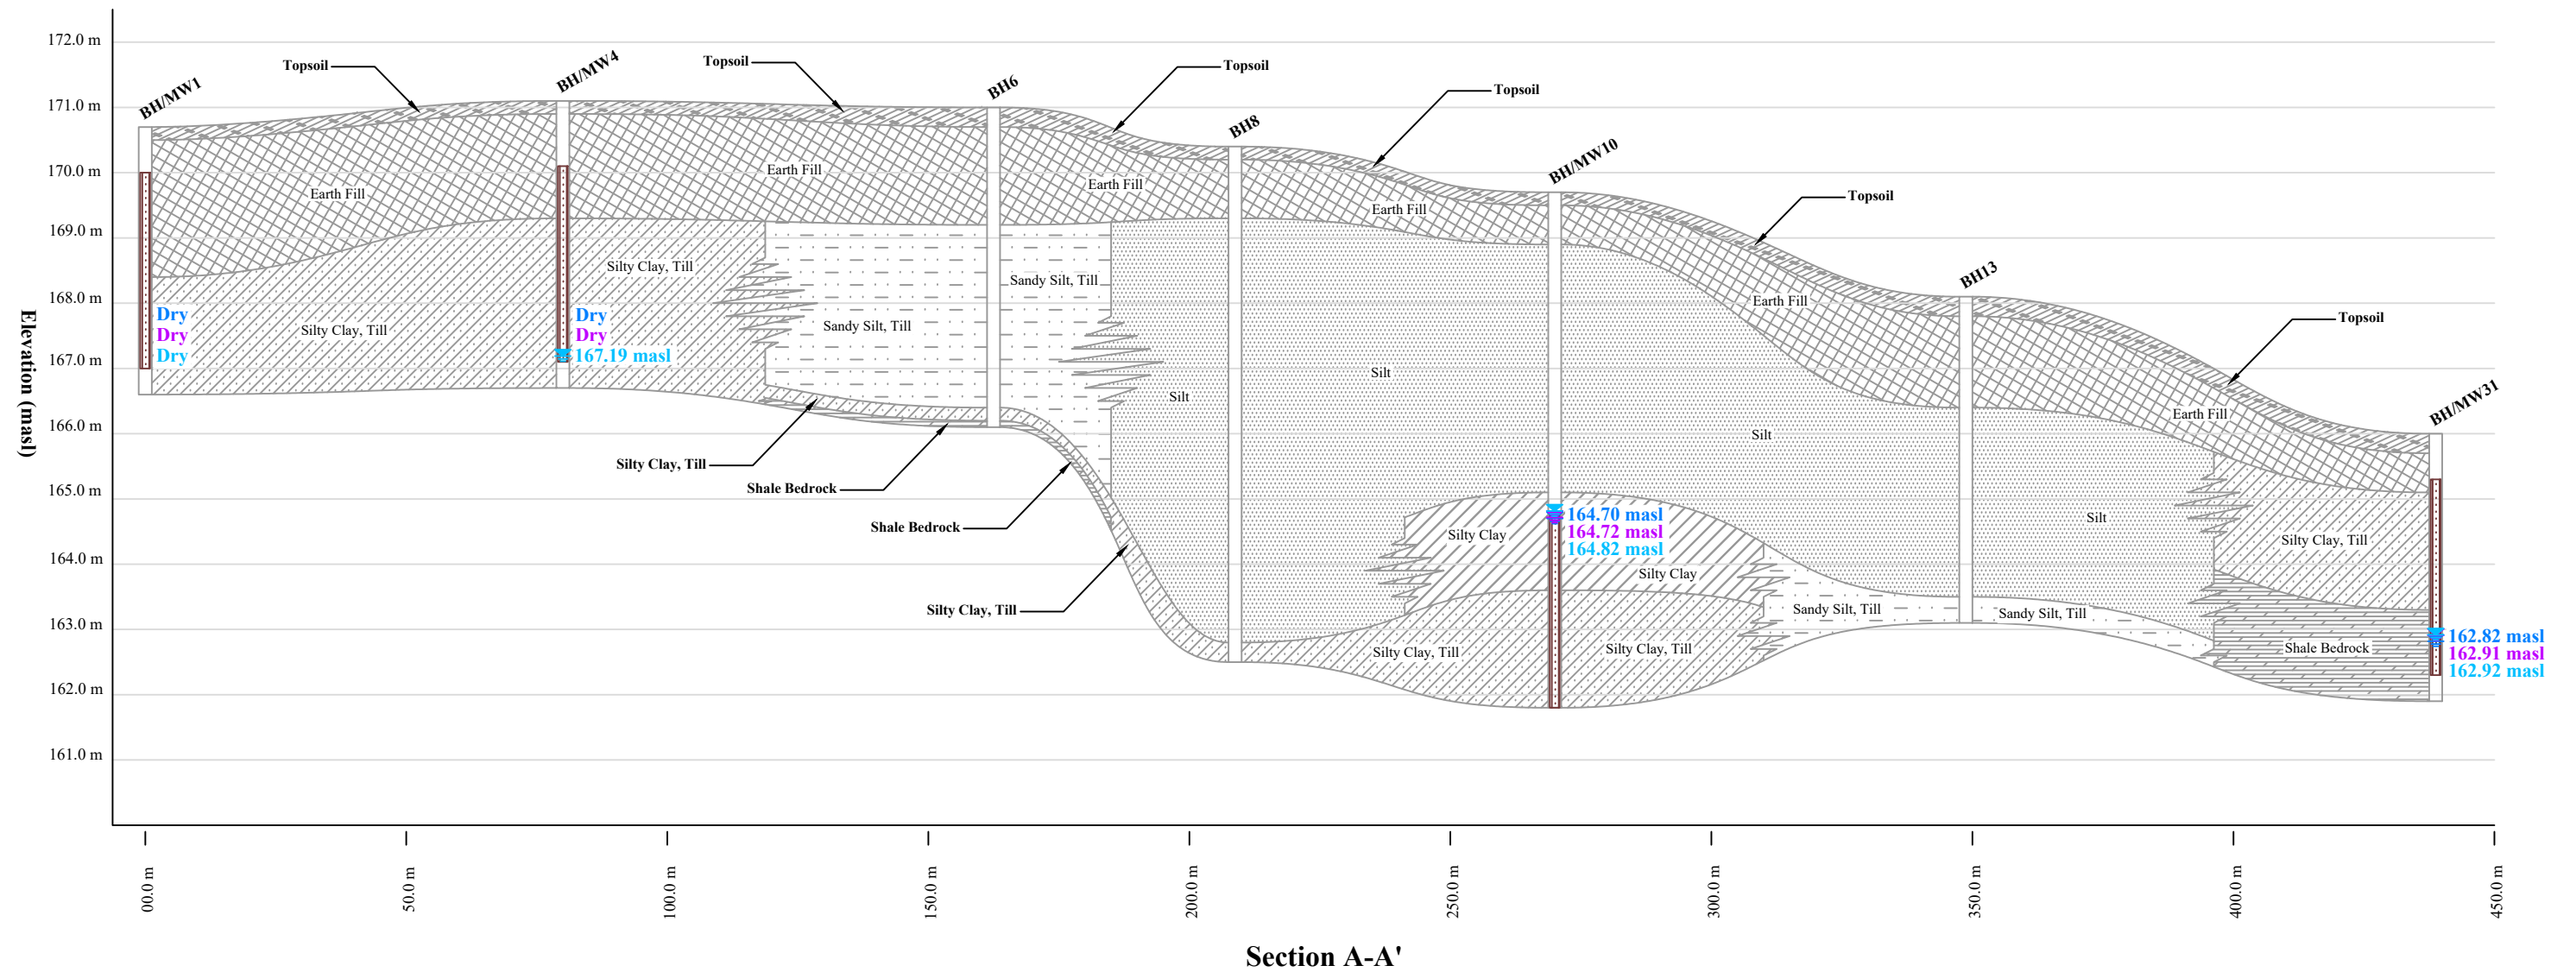 172.0 m
171.0 m
170.0 m
169.0 m
168.0 m
167.0 m
166.0 m
165.0 m
164.0 m
163.0 m
162.0 m
161.0 m
Elevation (masl)
BH/MW1
Topsoil
BH/MW4
Topsoil
BH6
Topsoil
BH8
Topsoil
BH/MW10
Topsoil
BH13
Topsoil
BH/MW31
Earth Fill
Earth Fill
Earth Fill
Earth Fill
Earth Fill
Earth Fill
Silty Clay, Till
Silty Clay, Till
Sandy Silt, Till
Sandy Silt, Till
Silt
Silt
Silt
Silt
Dry
Dry
Dry
Dry
Dry
167.19 masl
Silty Clay, Till
Shale Bedrock
Shale Bedrock
Silty Clay, Till
Silty Clay
Silty Clay
164.70 masl
164.72 masl
164.82 masl
Silty Clay, Till
Silty Clay, Till
Sandy Silt, Till
Sandy Silt, Till
Silty Clay, Till
Shale Bedrock
162.82 masl
162.91 masl
162.92 masl
00.0 m
50.0 m
100.0 m
150.0 m
200.0 m
250.0 m
300.0 m
350.0 m
400.0 m
450.0 m
Section A-A'